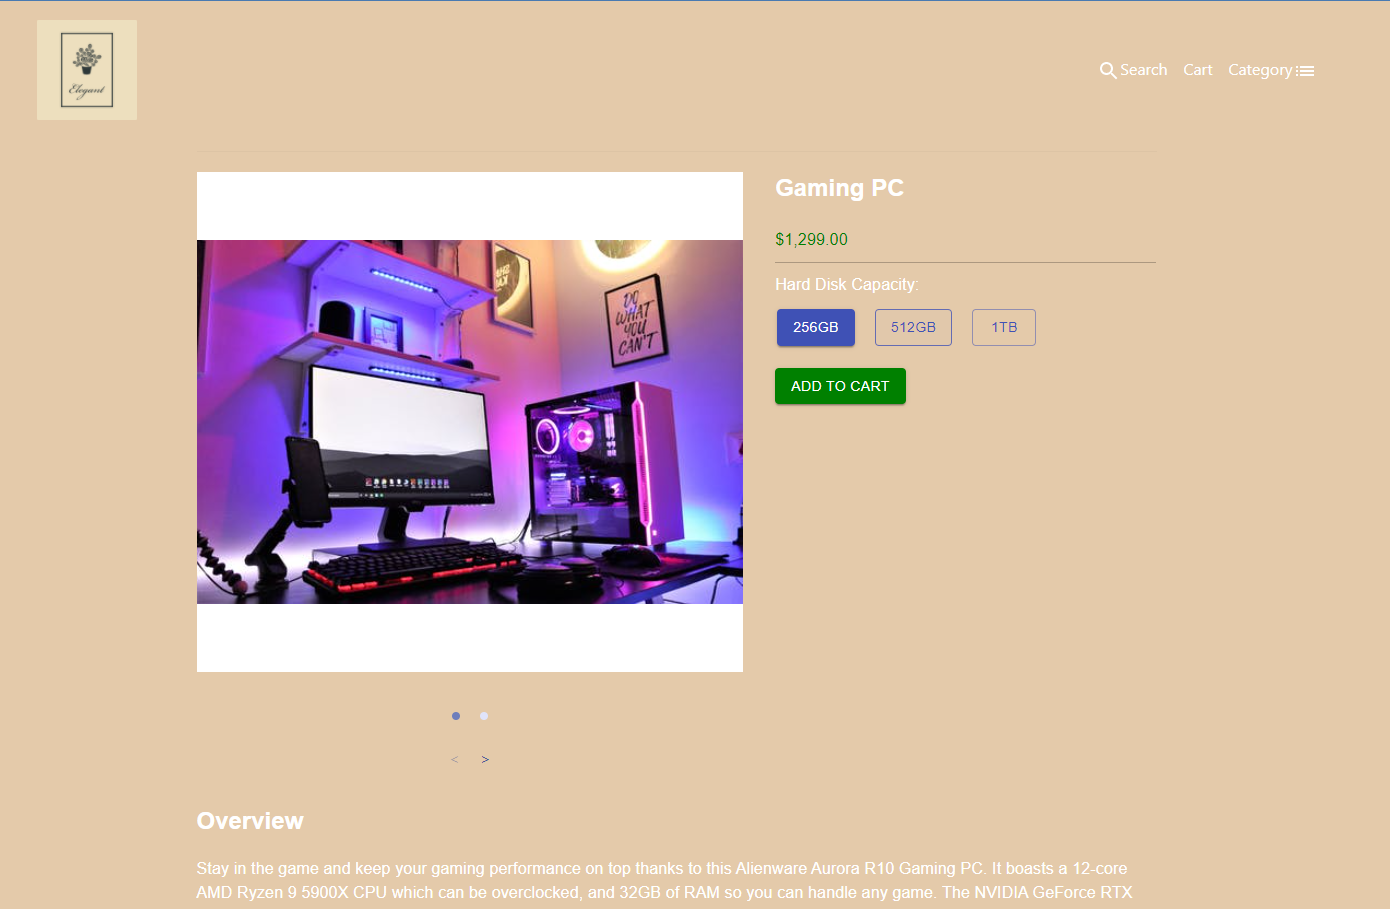 Elegant
Search Cart Category
Gaming PC
$1,299.00
Hard Disk Capacity:
256GB 512GB 1TB
ADD TO CART
DO
WHAT
YOU
CAN'T
< >
Overview
Stay in the game and keep your gaming performance on top thanks to this Alienware Aurora R10 Gaming PC. It boasts a 12-core
AMD Ryzen 9 5900X CPU which can be overclocked, and 32GB of RAM so you can handle any game. The NVIDIA GeForce RTX